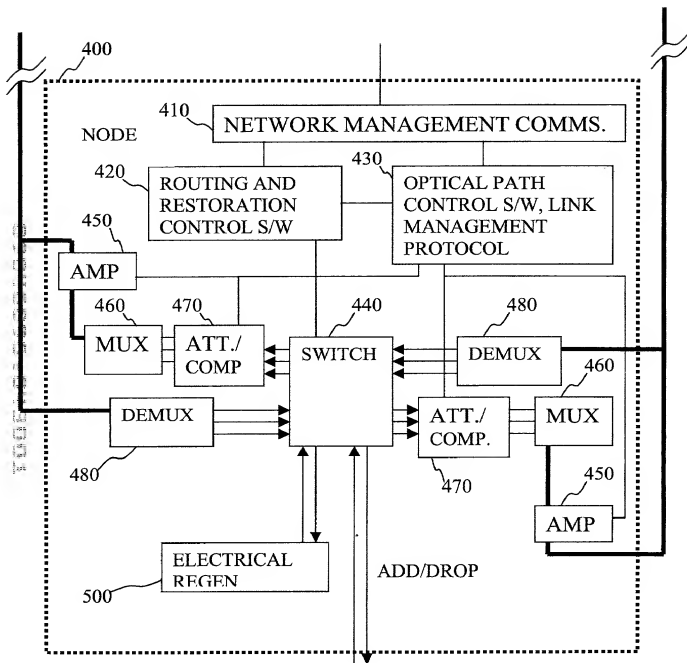 400
410
NETWORK MANAGEMENT COMMS.
NODE
420
430
ROUTING AND
RESTORATION
CONTROL S/W
OPTICAL PATH
CONTROL S/W, LINK
MANAGEMENT
PROTOCOL
450
AMP
460
470
440
480
MUX
ATT./
COMP
SWITCH
DEMUX
460
DEMUX
ATT./
COMP.
MUX
480
470
450
AMP
ELECTRICAL
REGEN
500
ADD/DROP